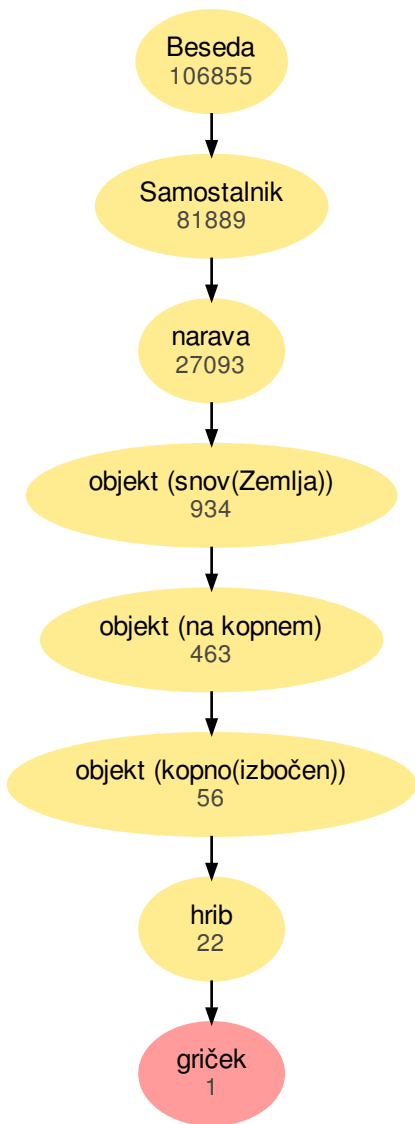 Beseda
106855
Samostalnik
81889
narava
27093
objekt (snov(Zemlja))
934
objekt (na kopnem)
463
objekt (kopno(izbočen))
56
hrib
22
griček
1